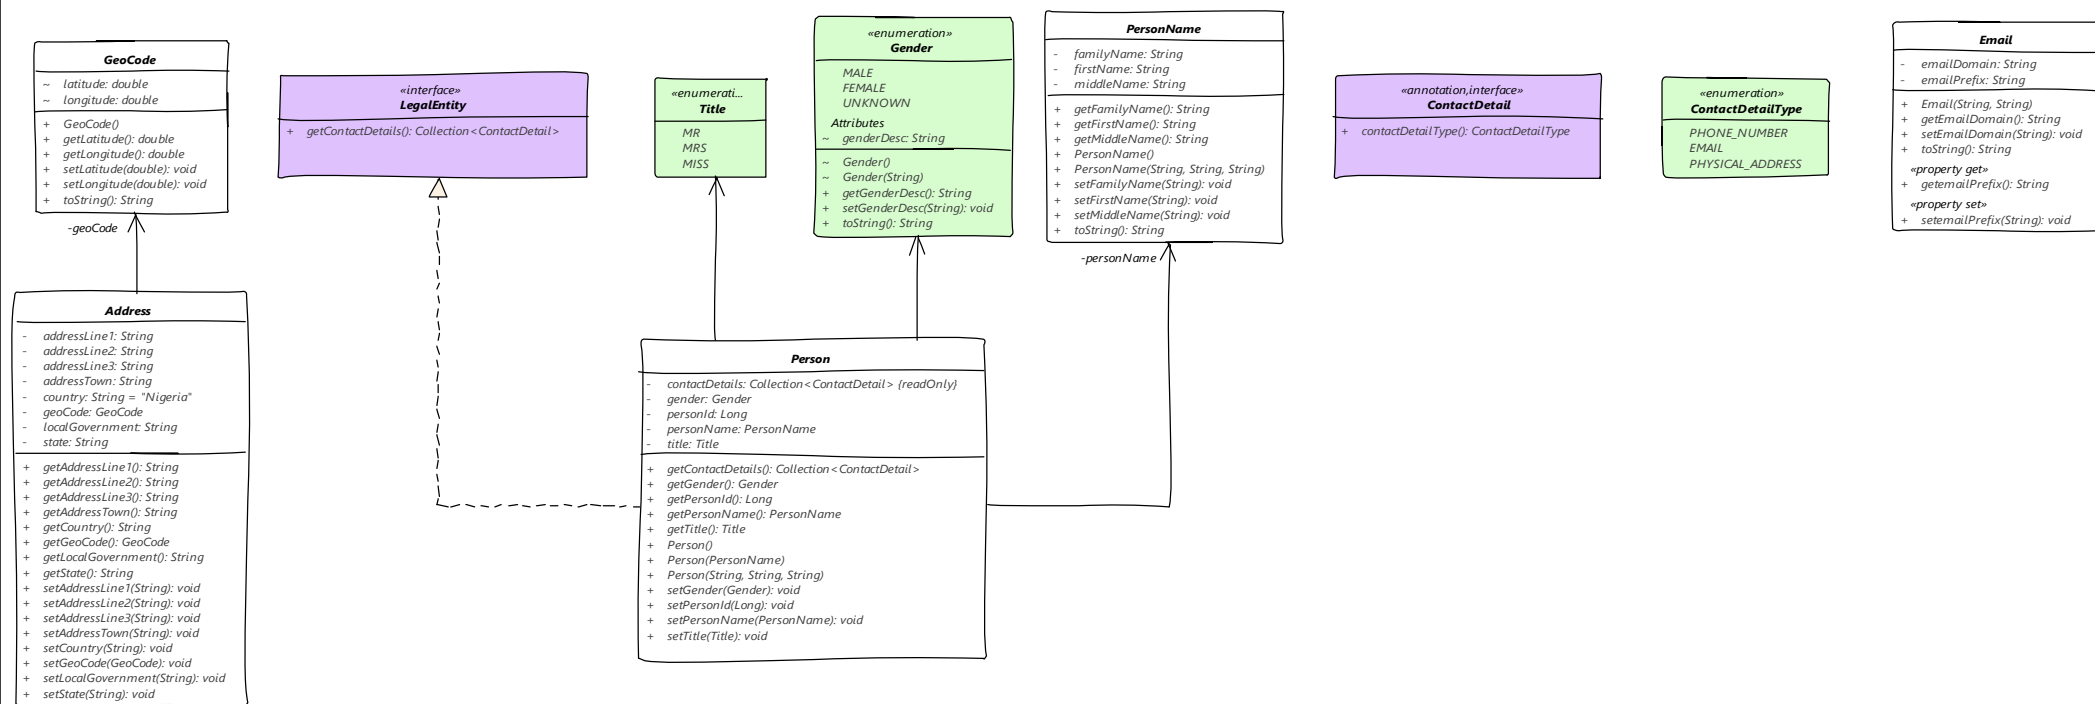 GeoCode
~ latitude: double
~ longitude: double
+ GeoCode()
+ getLatitude(): double
+ getLongitude(): double
+ setLatitude(double): void
+ setLongitude(double): void
+ toString(): String
-geoCode
Address
- addressLine1: String
- addressLine2: String
- addressLine3: String
- addressTown: String
- country: String = "Nigeria"
- geoCode: GeoCode
- localGovernment: String
- state: String
+ getAddressLine1(): String
+ getAddressLine2(): String
+ getAddressLine3(): String
+ getAddressTown(): String
+ getCountry(): String
+ getGeoCode(): GeoCode
+ getLocalGovernment(): String
+ getState(): String
+ setAddressLine1(String): void
+ setAddressLine2(String): void
+ setAddressLine3(String): void
+ setAddressTown(String): void
+ setCountry(String): void
+ setGeoCode(GeoCode): void
+ setLocalGovernment(String): void
+ setState(String): void
«interface»
LegalEntity
+ getContactDetails(): Collection<ContactDetail>
«enumerati...
Title
MR
MRS
MISS
«enumeration»
Gender
MALE
FEMALE
UNKNOWN
Attributes
~ genderDesc: String
~ Gender()
~ Gender(String)
+ getGenderDesc(): String
+ setGenderDesc(String): void
+ toString(): String
PersonName
- familyName: String
- firstName: String
- middleName: String
+ getFamilyName(): String
+ getFirstName(): String
+ getMiddleName(): String
+ PersonName()
+ PersonName(String, String, String)
+ setFamilyName(String): void
+ setFirstName(String): void
+ setMiddleName(String): void
+ toString(): String
-personName
Person
- contactDetails: Collection<ContactDetail> {readOnly}
- gender: Gender
- personId: Long
- personName: PersonName
- title: Title
+ getContactDetails(): Collection<ContactDetail>
+ getGender(): Gender
+ getPersonId(): Long
+ getPersonName(): PersonName
+ getTitle(): Title
+ Person()
+ Person(PersonName)
+ Person(String, String, String)
+ setGender(Gender): void
+ setPersonId(Long): void
+ setPersonName(PersonName): void
+ setTitle(Title): void
«annotation,interface»
ContactDetail
+ contactDetailType(): ContactDetailType
«enumeration»
ContactDetailType
PHONE_NUMBER
EMAIL
PHYSICAL_ADDRESS
Email
- emailDomain: String
- emailPrefix: String
+ Email(String, String)
+ getEmailDomain(): String
+ setEmailDomain(String): void
+ toString(): String
«property get»
+ getemailPrefix(): String
«property set»
+ setemailPrefix(String): void